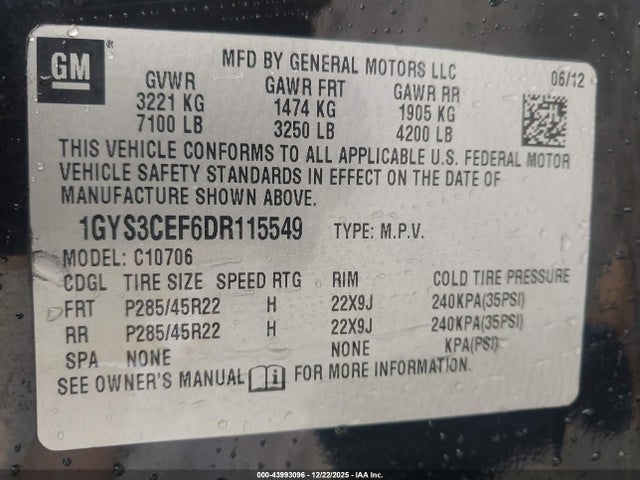 GM®
MFD BY GENERAL MOTORS LLC
06/12
GVWR GAWR FRT GAWR RR
3221 KG 1474 KG 1905 KG
7100 LB 3250 LB 4200 LB
THIS VEHICLE CONFORMS TO ALL APPLICABLE U.S. FEDERAL MOTOR
VEHICLE SAFETY STANDARDS IN EFFECT ON THE DATE OF
MANUFACTURE SHOWN ABOVE.
1GYS3CEF6DR115549 TYPE: M.P.V.
MODEL: C10706
CDGL TIRE SIZE SPEED RTG RIM COLD TIRE PRESSURE
FRT P285/45R22 H 22X9J 240KPA(35PSI)
RR P285/45R22 H 22X9J 240KPA(35PSI)
SPA NONE NONE KPA(PSI)
SEE OWNER'S MANUAL FOR MORE INFORMATION.
000-43993096 • 12/22/2025 • IAA Inc.